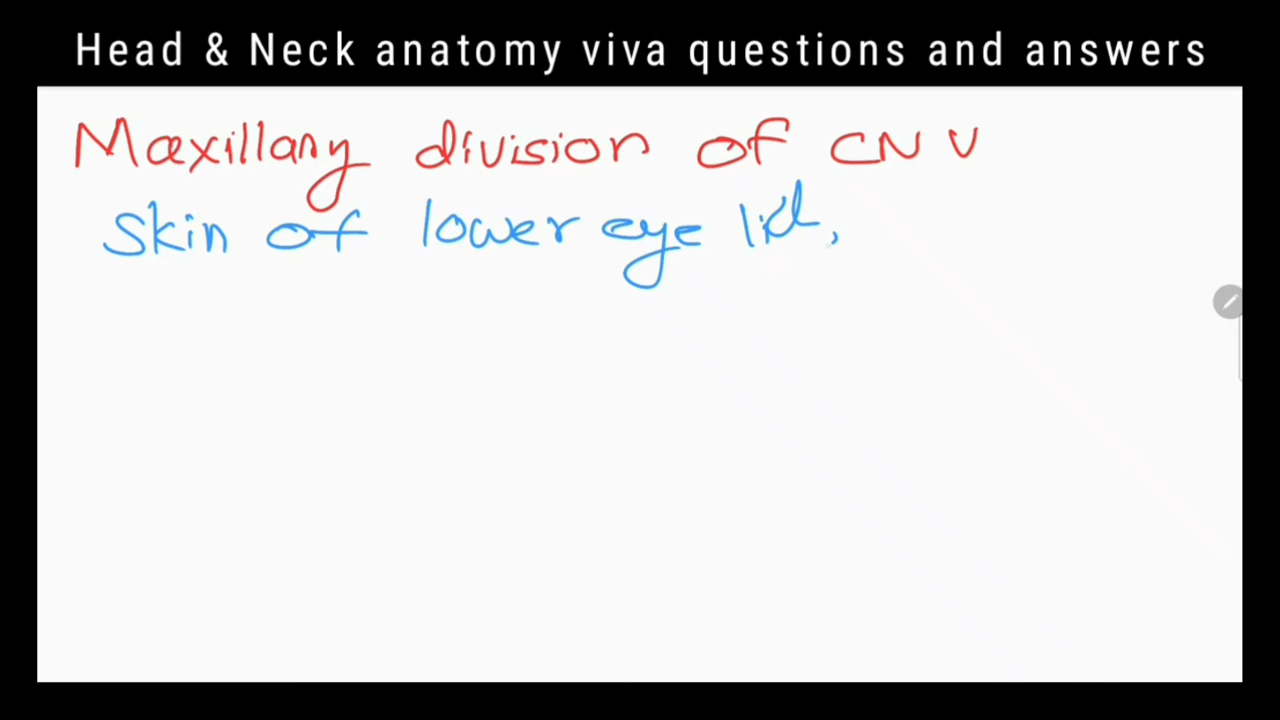 Head & Neck anatomy viva questions and answers
Maxillary division of CN V
Skin of lower eye lid,